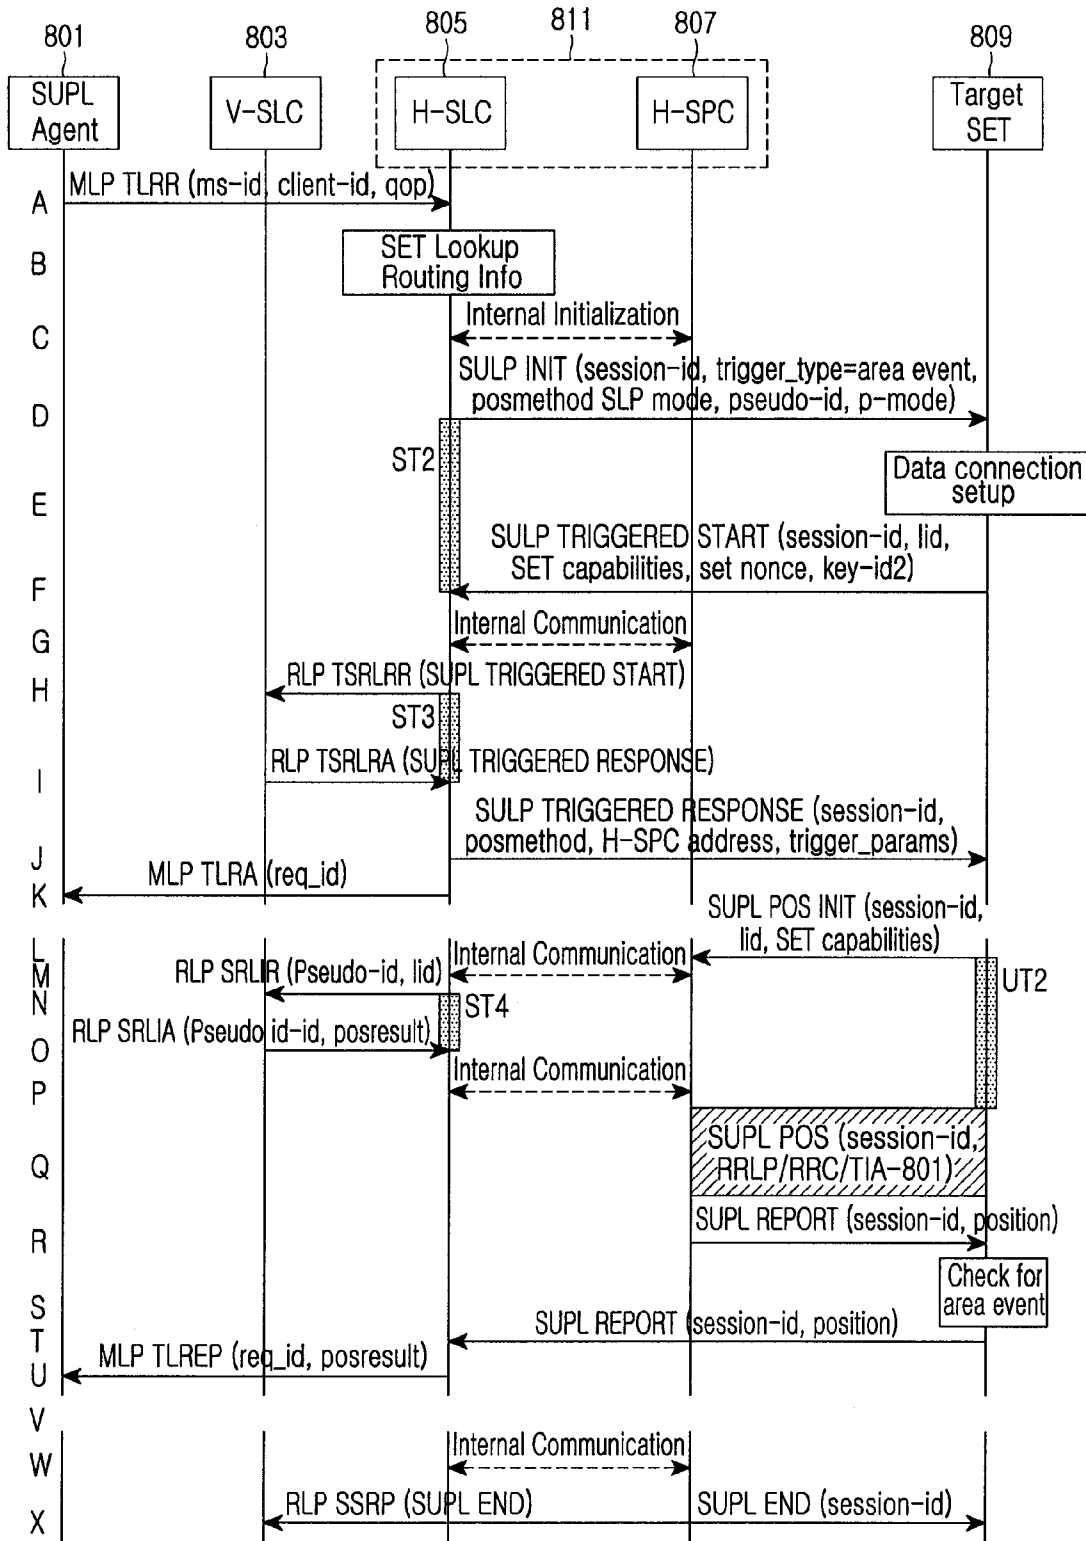 801
803
805
811
807
809
SUPL
Agent
V-SLC
H-SLC
H-SPC
Target
SET
A
MLP TLRR (ms-id, client-id, qop)
B
SET Lookup
Routing Info
C
Internal Initialization
SULP INIT (session-id, trigger_type=area event,
posmethod SLP mode, pseudo-id, p-mode)
D
ST2
Data connection
setup
E
SULP TRIGGERED START (session-id, lid,
SET capabilities, set nonce, key-id2)
F
G
Internal Communication
H
RLP TSRLRR (SUPL TRIGGERED START)
ST3
RLP TSRLRA (SUPL TRIGGERED RESPONSE)
I
SULP TRIGGERED RESPONSE (session-id,
posmethod, H-SPC address, trigger_params)
J
K
MLP TLRA (req_id)
SUPL POS INIT (session-id,
lid, SET capabilities)
L
M
Internal Communication
UT2
N
RLP SRLIR (Pseudo-id, lid)
ST4
RLP SRLIA (Pseudo id-id, posresult)
O
P
Internal Communication
SUPL POS (session-id,
RRLP/RRC/TIA-801)
Q
SUPL REPORT (session-id, position)
R
Check for
area event
S
T
SUPL REPORT (session-id, position)
U
MLP TLREP (req_id, posresult)
V
W
Internal Communication
X
RLP SSRP (SUPL END)
SUPL END (session-id)